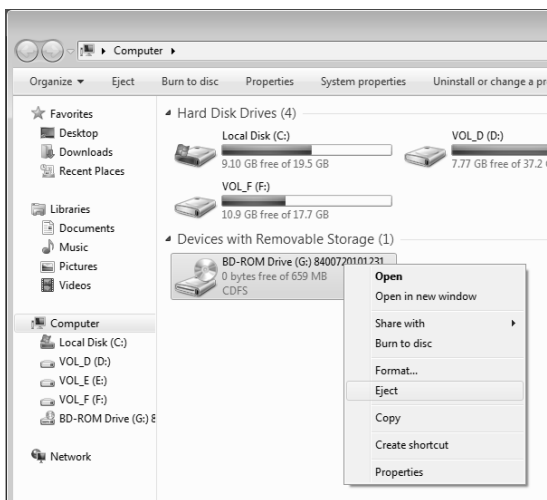 Computer
Organize Eject Burn to disc Properties System properties Uninstall or change a pr
Favorites
Desktop
Downloads
Recent Places
Libraries
Documents
Music
Pictures
Videos
Computer
Local Disk (C:)
VOL_D (D:)
VOL_E (E:)
VOL_F (F:)
BD-ROM Drive (G:) 8
Network
Hard Disk Drives (4)
Local Disk (C:)
9.10 GB free of 19.5 GB
VOL_D (D:)
7.77 GB free of 37.2
VOL_F (F:)
10.9 GB free of 17.7 GB
Devices with Removable Storage (1)
BD-ROM Drive (G:) 8400720101231
0 bytes free of 659 MB
CDFS
Open
Open in new window
Share with
Burn to disc
Format...
Eject
Copy
Create shortcut
Properties